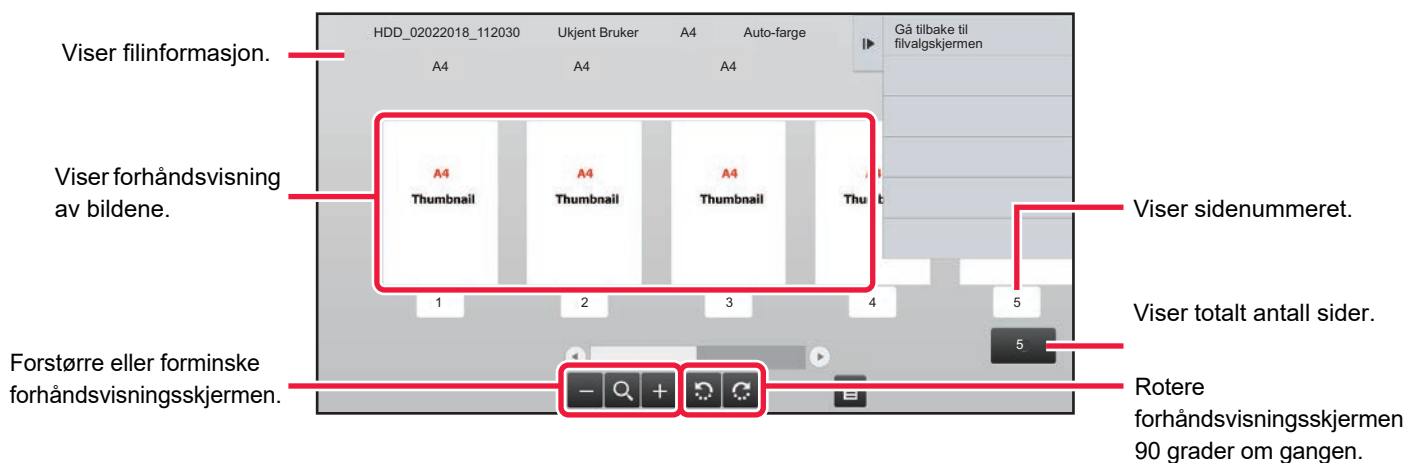 Viser filinformasjon.
HDD_02022018_112030 Ukjent Bruker A4 Auto-farge
Gå tilbake til
filvalgskjermen
A4 A4 A4
Viser forhåndsvisning
av bildene.
A4 A4 A4
Thumbnail Thumbnail Thumbnail
Viser sidenummeret.
1 2 3 4 5
Viser totalt antall sider.
5
Forstørre eller forminske
forhåndsvisningsskjermen.
Rotere
forhåndsvisningsskjermen
90 grader om gangen.